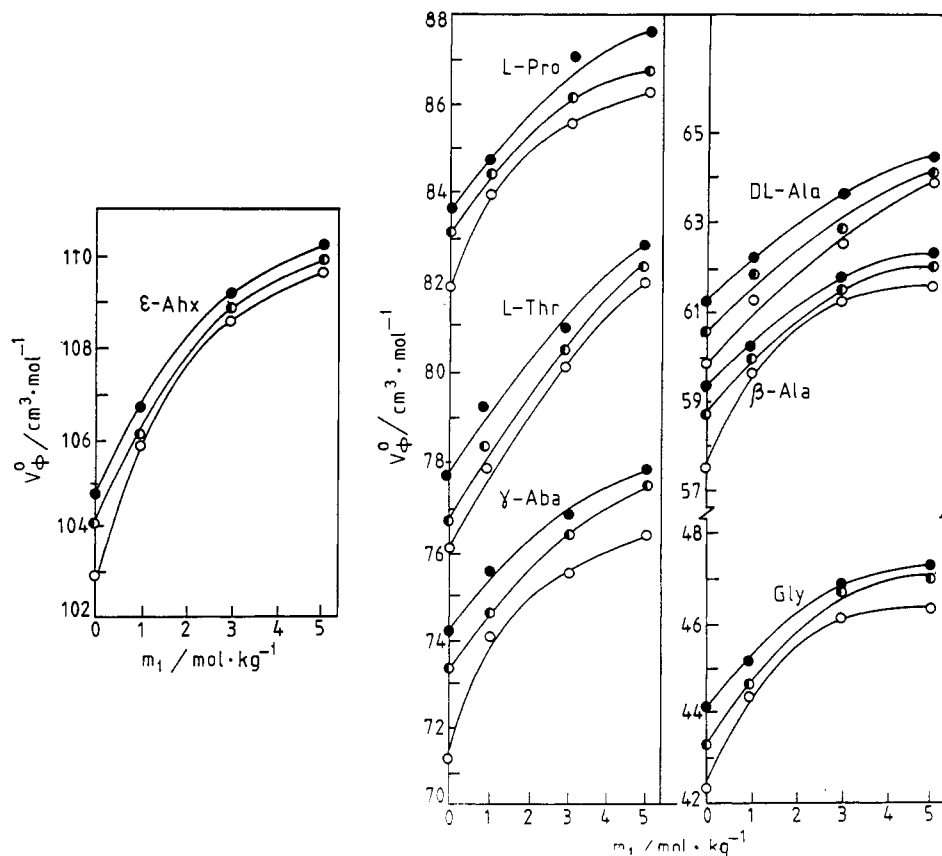 110
108
106
104
102
V⁰ᵩ / cm³·mol⁻¹
ε-Ahx
0 1 2 3 4 5
m₁ / mol·kg⁻¹
88
86
84
82
80
78
76
74
72
70
V⁰ᵩ / cm³·mol⁻¹
L-Pro
L-Thr
γ-Aba
0 1 2 3 4 5
65
63
61
59
57
48
46
44
42
DL-Ala
β-Ala
Gly
0 1 2 3 4 5
m₁ / mol·kg⁻¹